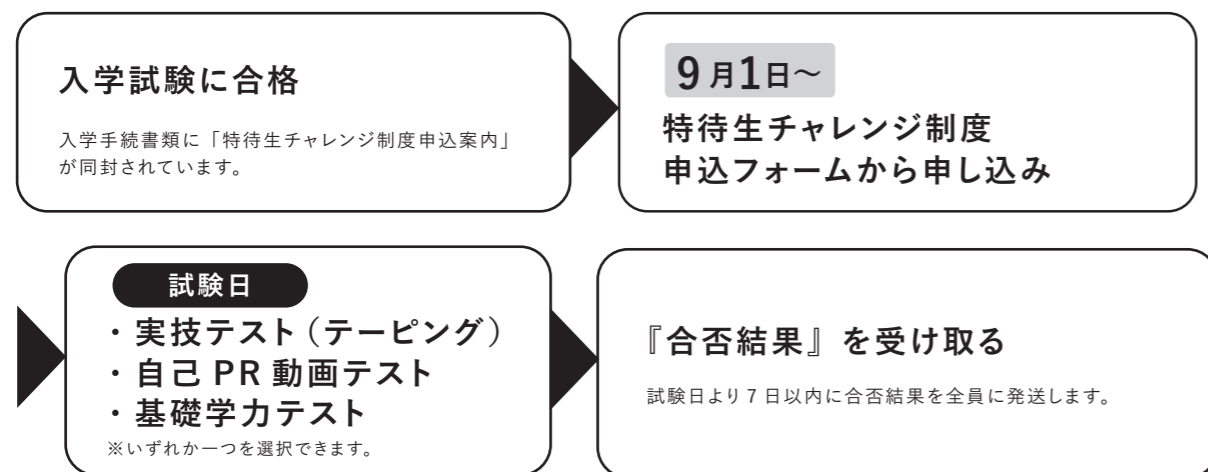 入学試験に合格
入学手続書類に「特待生チャレンジ制度申込案内」
が同封されています。
9月1日～
特待生チャレンジ制度
申込フォームから申し込み
試験日
・実技テスト（テーピング）
・自己 PR 動画テスト
・基礎学力テスト
※いずれか一つを選択できます。
『合否結果』を受け取る
試験日より 7 日以内に合否結果を全員に発送します。